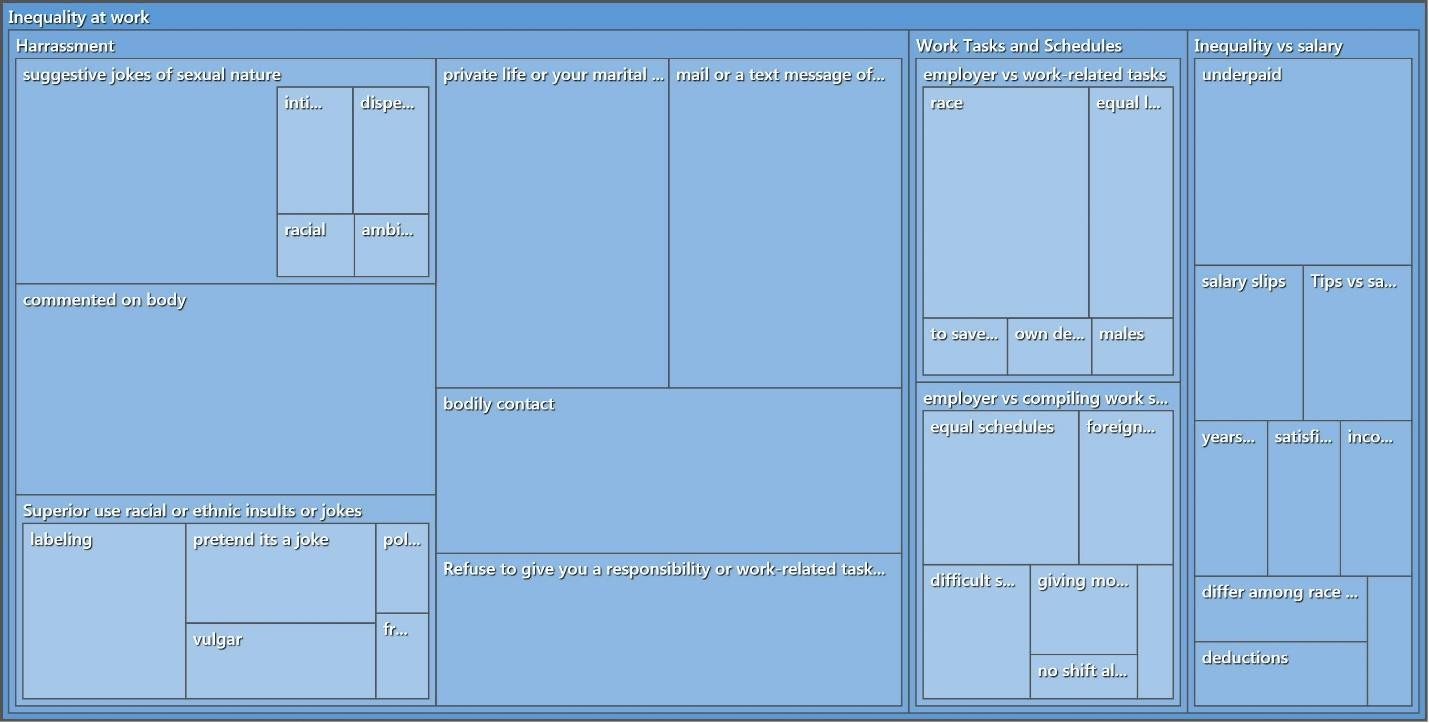 Inequality at work
Harrassment
suggestive jokes of sexual nature
inti...
dispe...
racial
ambi...
commented on body
Superior use racial or ethnic insults or jokes
labeling
pretend its a joke
pol...
vulgar
fr...
private life or your marital ...
mail or a text message of...
bodily contact
Refuse to give you a responsibility or work-related task...
Work Tasks and Schedules
employer vs work-related tasks
race
equal l...
to save...
own de...
males
employer vs compiling work s...
equal schedules
foreign...
difficult s...
giving mo...
no shift al...
Inequality vs salary
underpaid
salary slips
Tips vs sa...
years...
satisfi...
inco...
differ among race ...
deductions